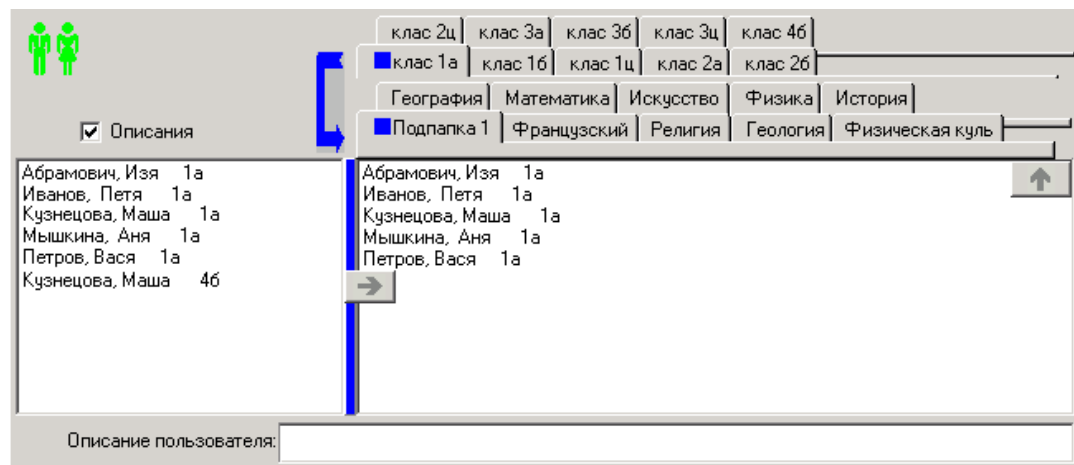 клас 2ц клас 3а клас 3б клас 3ц клас 4б
клас 1а клас 1б клас 1ц клас 2а клас 2б
География Математика Искусство Физика История
Подпапка 1 Французский Религия Геология Физическая куль
Описания
Абрамович, Изя 1а
Иванов, Петя 1а
Кузнецова, Маша 1а
Мышкина, Аня 1а
Петров, Вася 1а
Кузнецова, Маша 4б
Абрамович, Изя 1а
Иванов, Петя 1а
Кузнецова, Маша 1а
Мышкина, Аня 1а
Петров, Вася 1а
Описание пользователя: